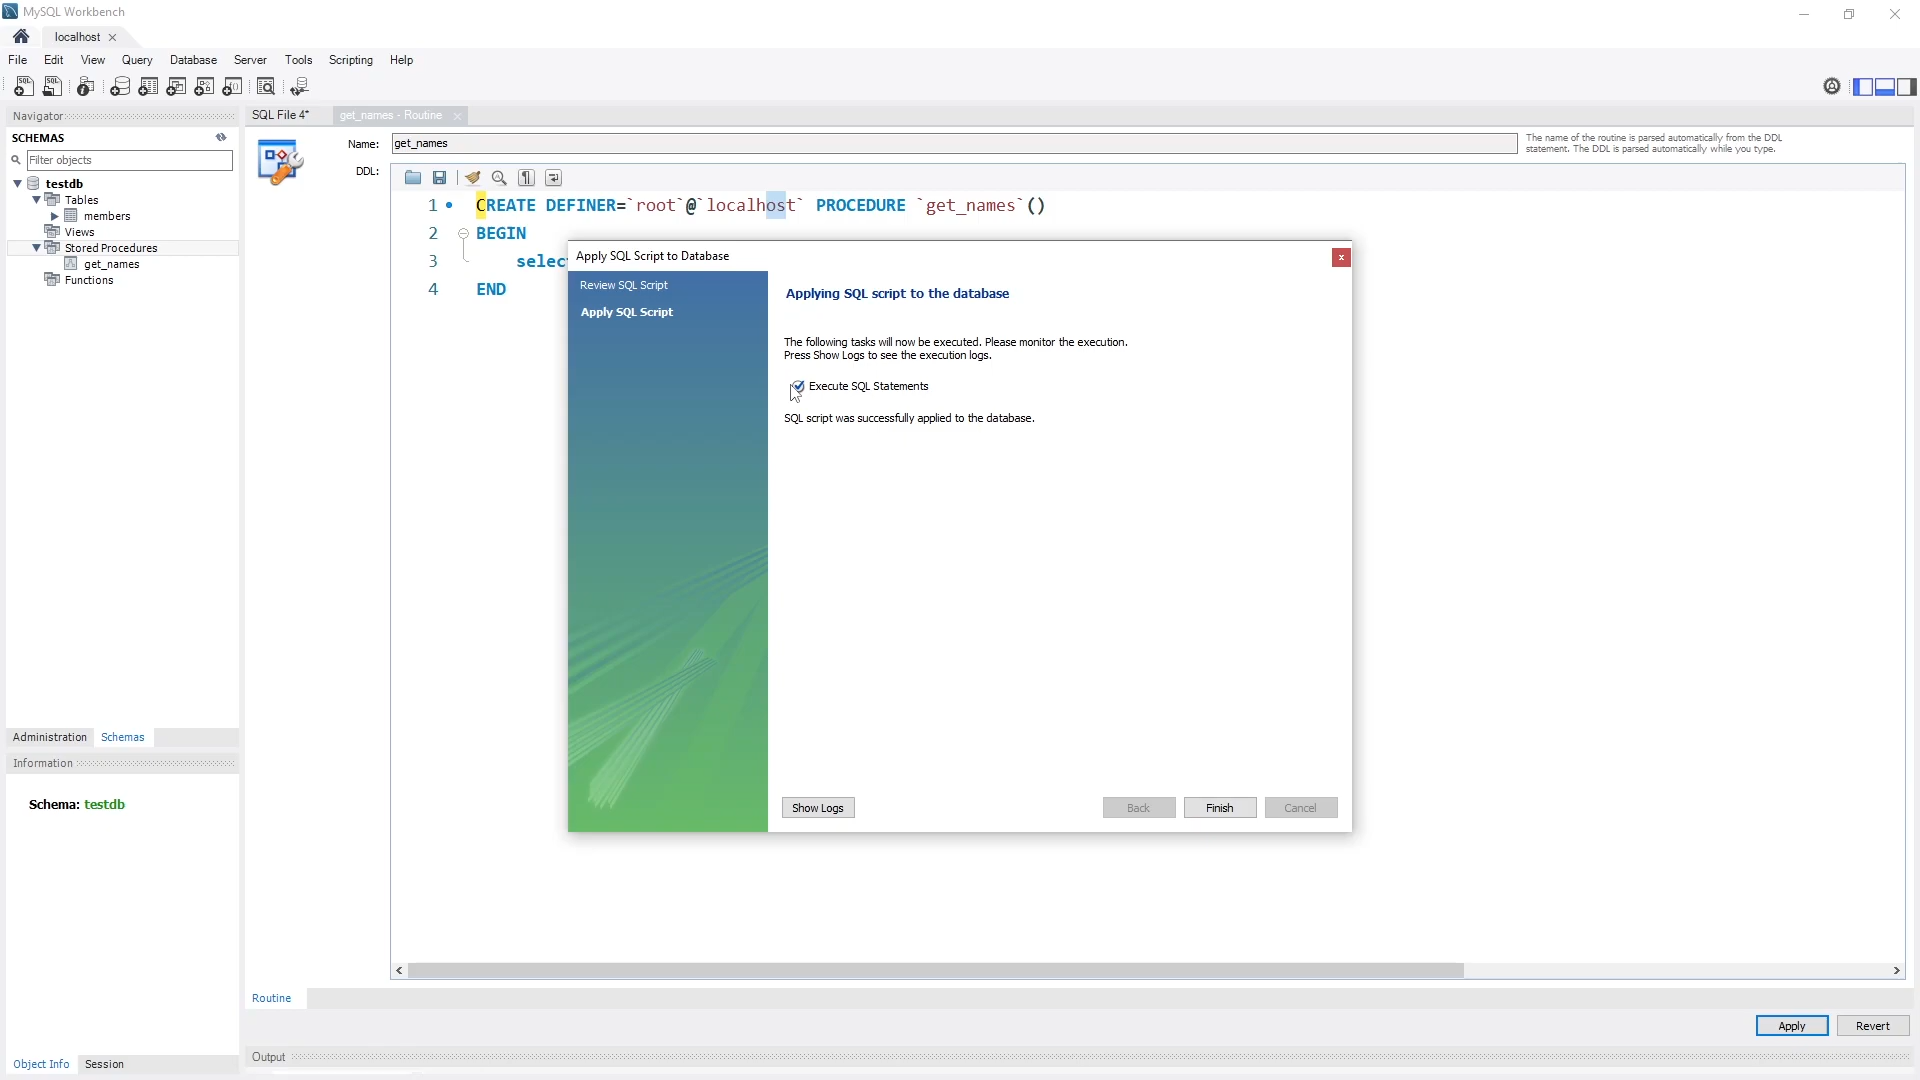 MySQL Workbench
localhost
File Edit View Query Database Server Tools Scripting Help
Navigator
SCHEMAS
Filter objects
testdb
Tables
members
Views
Stored Procedures
get_names
Functions
Administration Schemas
Information
Schema: testdb
Object Info Session
SQL File 4* get_names - Routine
Name: get_names
The name of the routine is parsed automatically from the DDL
statement. The DDL is parsed automatically while you type.
DDL:
1 CREATE DEFINER=`root`@`localhost` PROCEDURE `get_names`()
2 BEGIN
3
4 END
Apply SQL Script to Database
Review SQL Script
Apply SQL Script
Applying SQL script to the database
The following tasks will now be executed. Please monitor the execution.
Press Show Logs to see the execution logs.
Execute SQL Statements
SQL script was successfully applied to the database.
Show Logs Back Finish Cancel
Routine
Apply Revert
Output